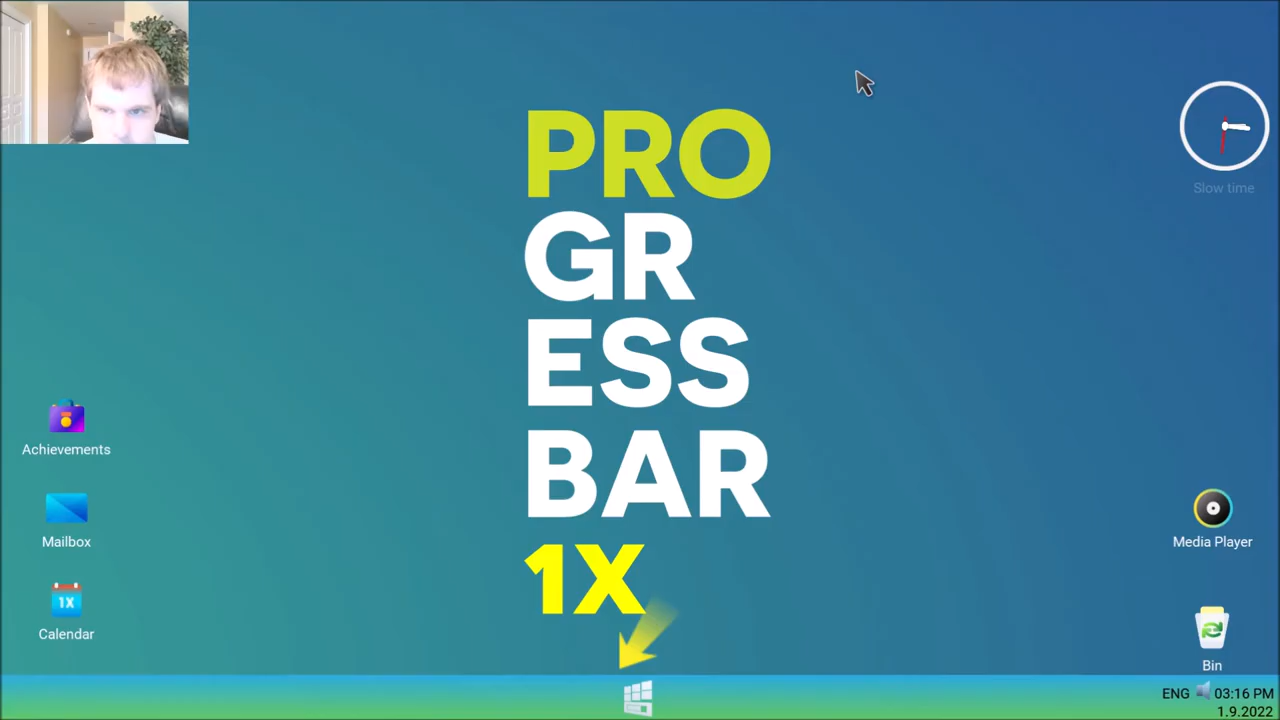 PRO
GR
ESS
BAR
1X
Slow time
Achievements
Mailbox
1X
Calendar
Media Player
Bin
ENG 03:16 PM
1.9.2022